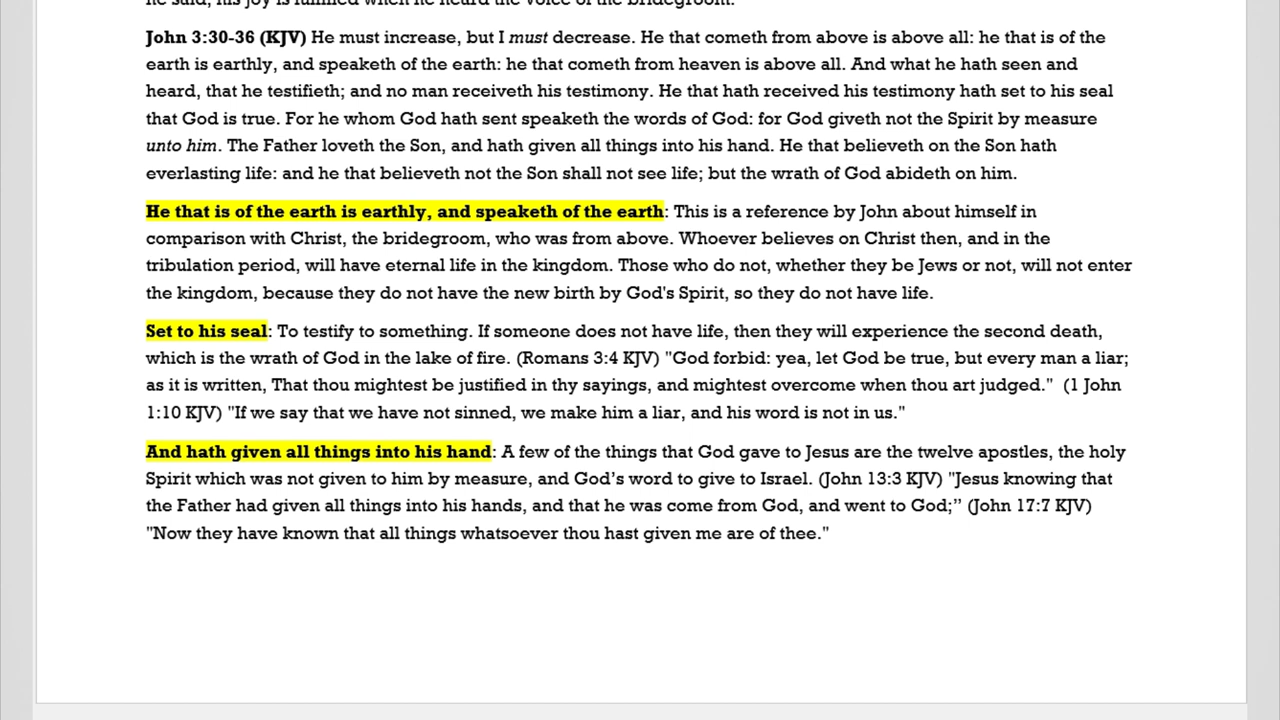 he said, his joy is fulfilled when he heard the voice of the bridegroom.
John 3:30-36 (KJV) He must increase, but I must decrease. He that cometh from above is above all: he that is of the
earth is earthly, and speaketh of the earth: he that cometh from heaven is above all. And what he hath seen and
heard, that he testifieth; and no man receiveth his testimony. He that hath received his testimony hath set to his seal
that God is true. For he whom God hath sent speaketh the words of God: for God giveth not the Spirit by measure
unto him. The Father loveth the Son, and hath given all things into his hand. He that believeth on the Son hath
everlasting life: and he that believeth not the Son shall not see life; but the wrath of God abideth on him.
He that is of the earth is earthly, and speaketh of the earth: This is a reference by John about himself in
comparison with Christ, the bridegroom, who was from above. Whoever believes on Christ then, and in the
tribulation period, will have eternal life in the kingdom. Those who do not, whether they be Jews or not, will not enter
the kingdom, because they do not have the new birth by God's Spirit, so they do not have life.
Set to his seal: To testify to something. If someone does not have life, then they will experience the second death,
which is the wrath of God in the lake of fire. (Romans 3:4 KJV) "God forbid: yea, let God be true, but every man a liar;
as it is written, That thou mightest be justified in thy sayings, and mightest overcome when thou art judged."  (1 John
1:10 KJV) "If we say that we have not sinned, we make him a liar, and his word is not in us."
And hath given all things into his hand: A few of the things that God gave to Jesus are the twelve apostles, the holy
Spirit which was not given to him by measure, and God’s word to give to Israel. (John 13:3 KJV) "Jesus knowing that
the Father had given all things into his hands, and that he was come from God, and went to God;” (John 17:7 KJV)
"Now they have known that all things whatsoever thou hast given me are of thee."